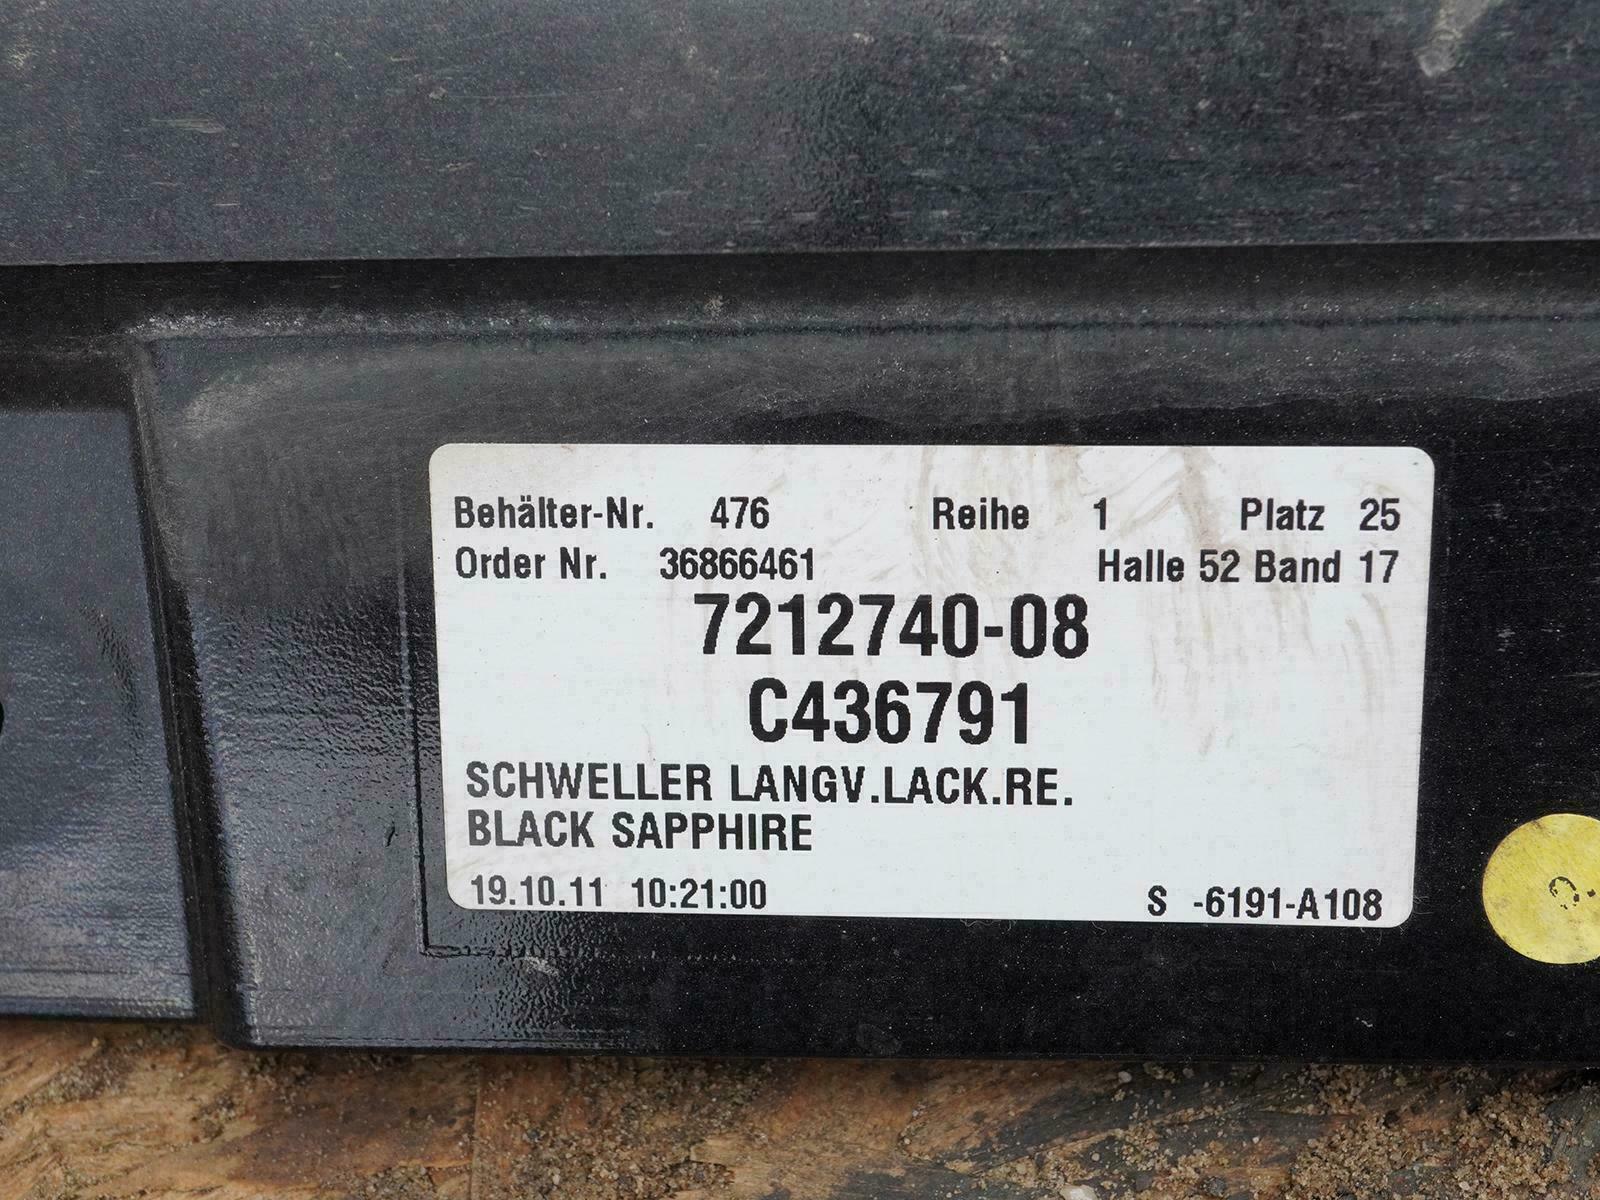 Behälter-Nr. 476 Reihe 1 Platz 25
Order Nr. 36866461 Halle 52 Band 17
7212740-08
C436791
SCHWELLER LANGV.LACK.RE.
BLACK SAPPHIRE
19.10.11 10:21:00 S -6191-A108